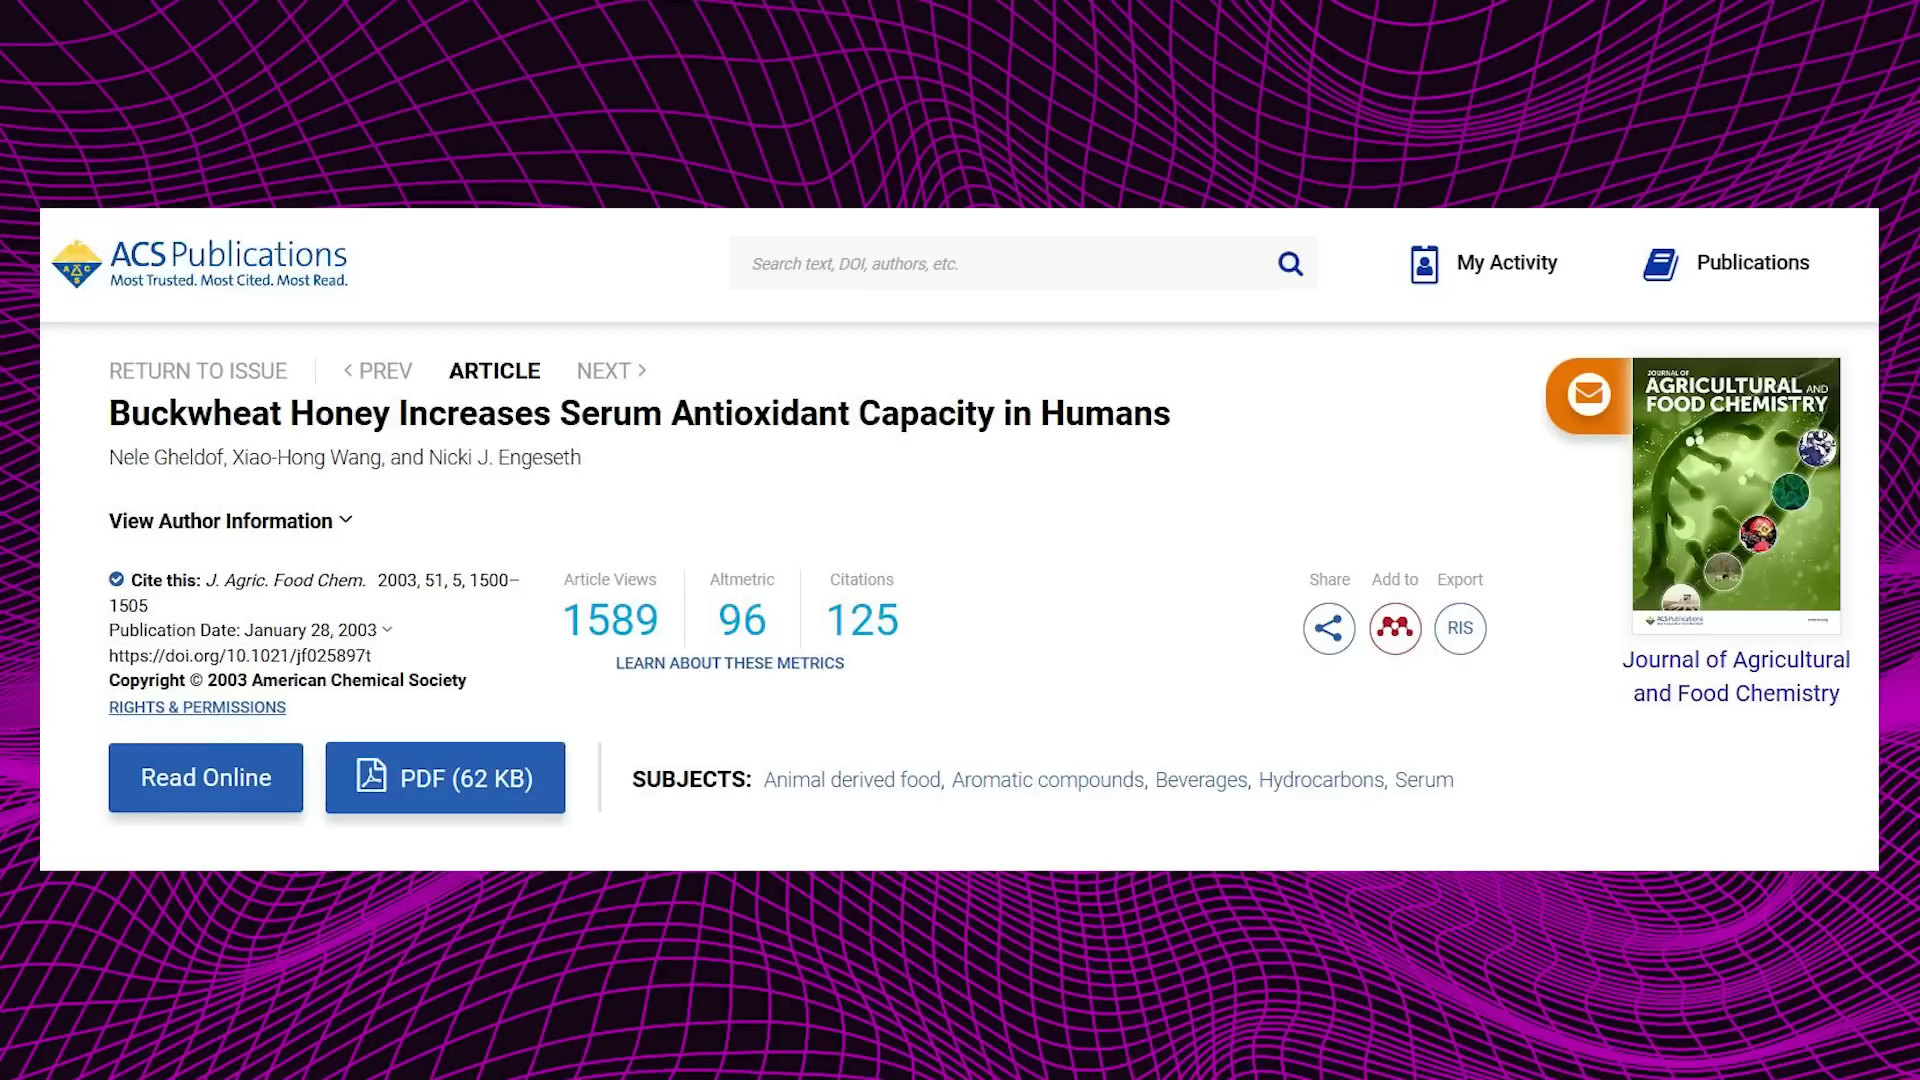 ACS Publications
Most Trusted. Most Cited. Most Read.
Search text, DOI, authors, etc.
My Activity
Publications
RETURN TO ISSUE
< PREV
ARTICLE
NEXT >
Buckwheat Honey Increases Serum Antioxidant Capacity in Humans
Nele Gheldof, Xiao-Hong Wang, and Nicki J. Engeseth
View Author Information
Cite this: J. Agric. Food Chem. 2003, 51, 5, 1500–
1505
Publication Date: January 28, 2003
https://doi.org/10.1021/jf025897t
Copyright © 2003 American Chemical Society
RIGHTS & PERMISSIONS
Article Views
1589
Altmetric
96
Citations
125
LEARN ABOUT THESE METRICS
Share
Add to
Export
RIS
JOURNAL OF
AGRICULTURAL AND
FOOD CHEMISTRY
ACS Publications
Journal of Agricultural
and Food Chemistry
Read Online
PDF (62 KB)
SUBJECTS: Animal derived food, Aromatic compounds, Beverages, Hydrocarbons, Serum